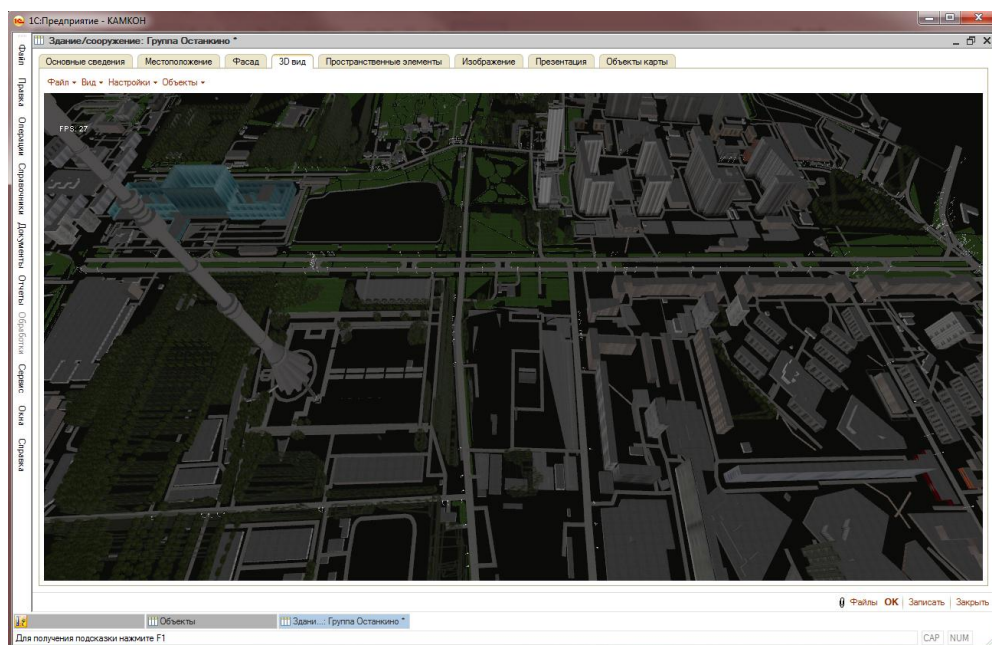 1С:Предприятие - КАМКОН
Здание/сооружение: Группа Останкино *
Основные сведения Местоположение Фасад 3D вид Пространственные элементы Изображение Презентация Объекты карты
Файл Вид Настройки Объекты
FPS: 27
Файл
Правка
Операции
Справочники
Документы
Отчеты
Обработки
Сервис
Окна
Справка
Файлы OK Записать Закрыть
Объекты Здани...: Группа Останкино *
Для получения подсказки нажмите F1 CAP NUM